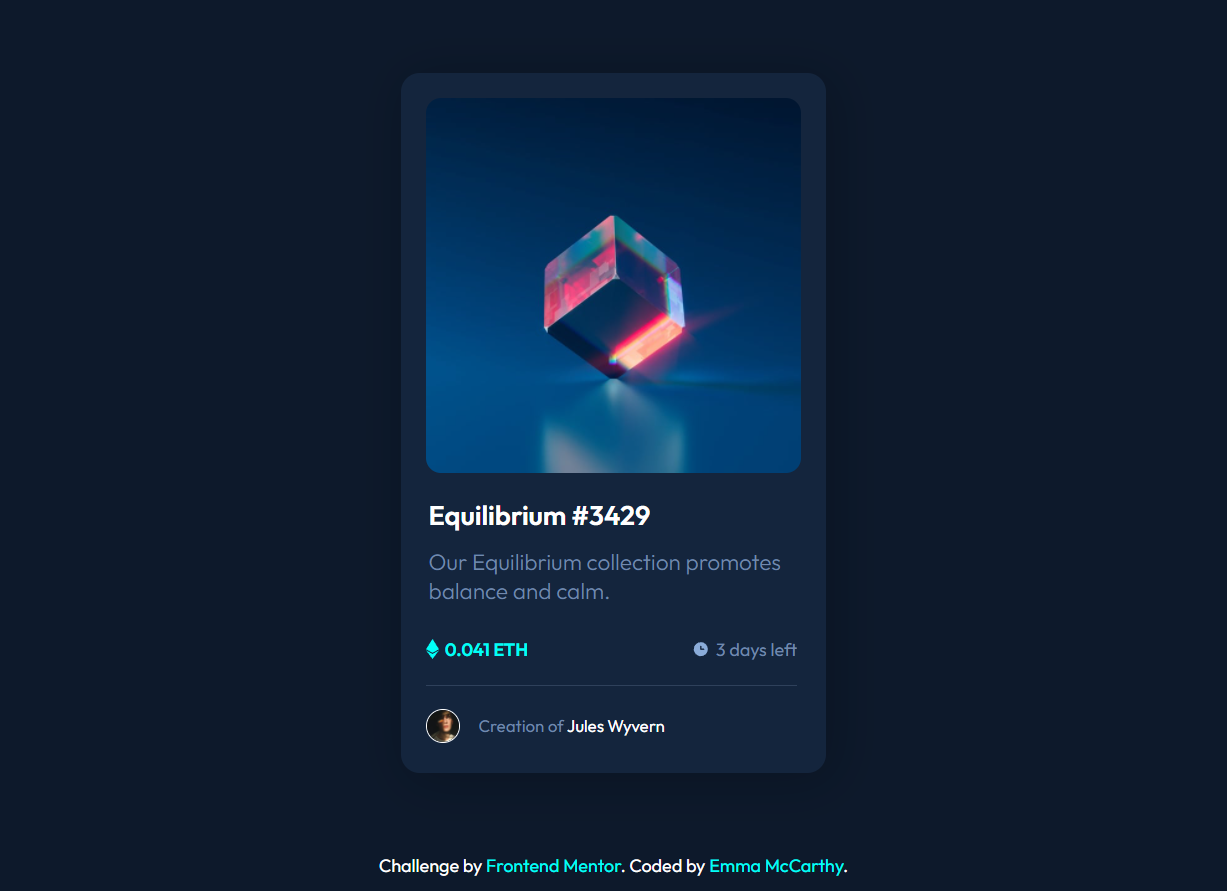 Equilibrium #3429
Our Equilibrium collection promotes
balance and calm.
0.041 ETH
3 days left
Creation of Jules Wyvern
Challenge by Frontend Mentor. Coded by Emma McCarthy.